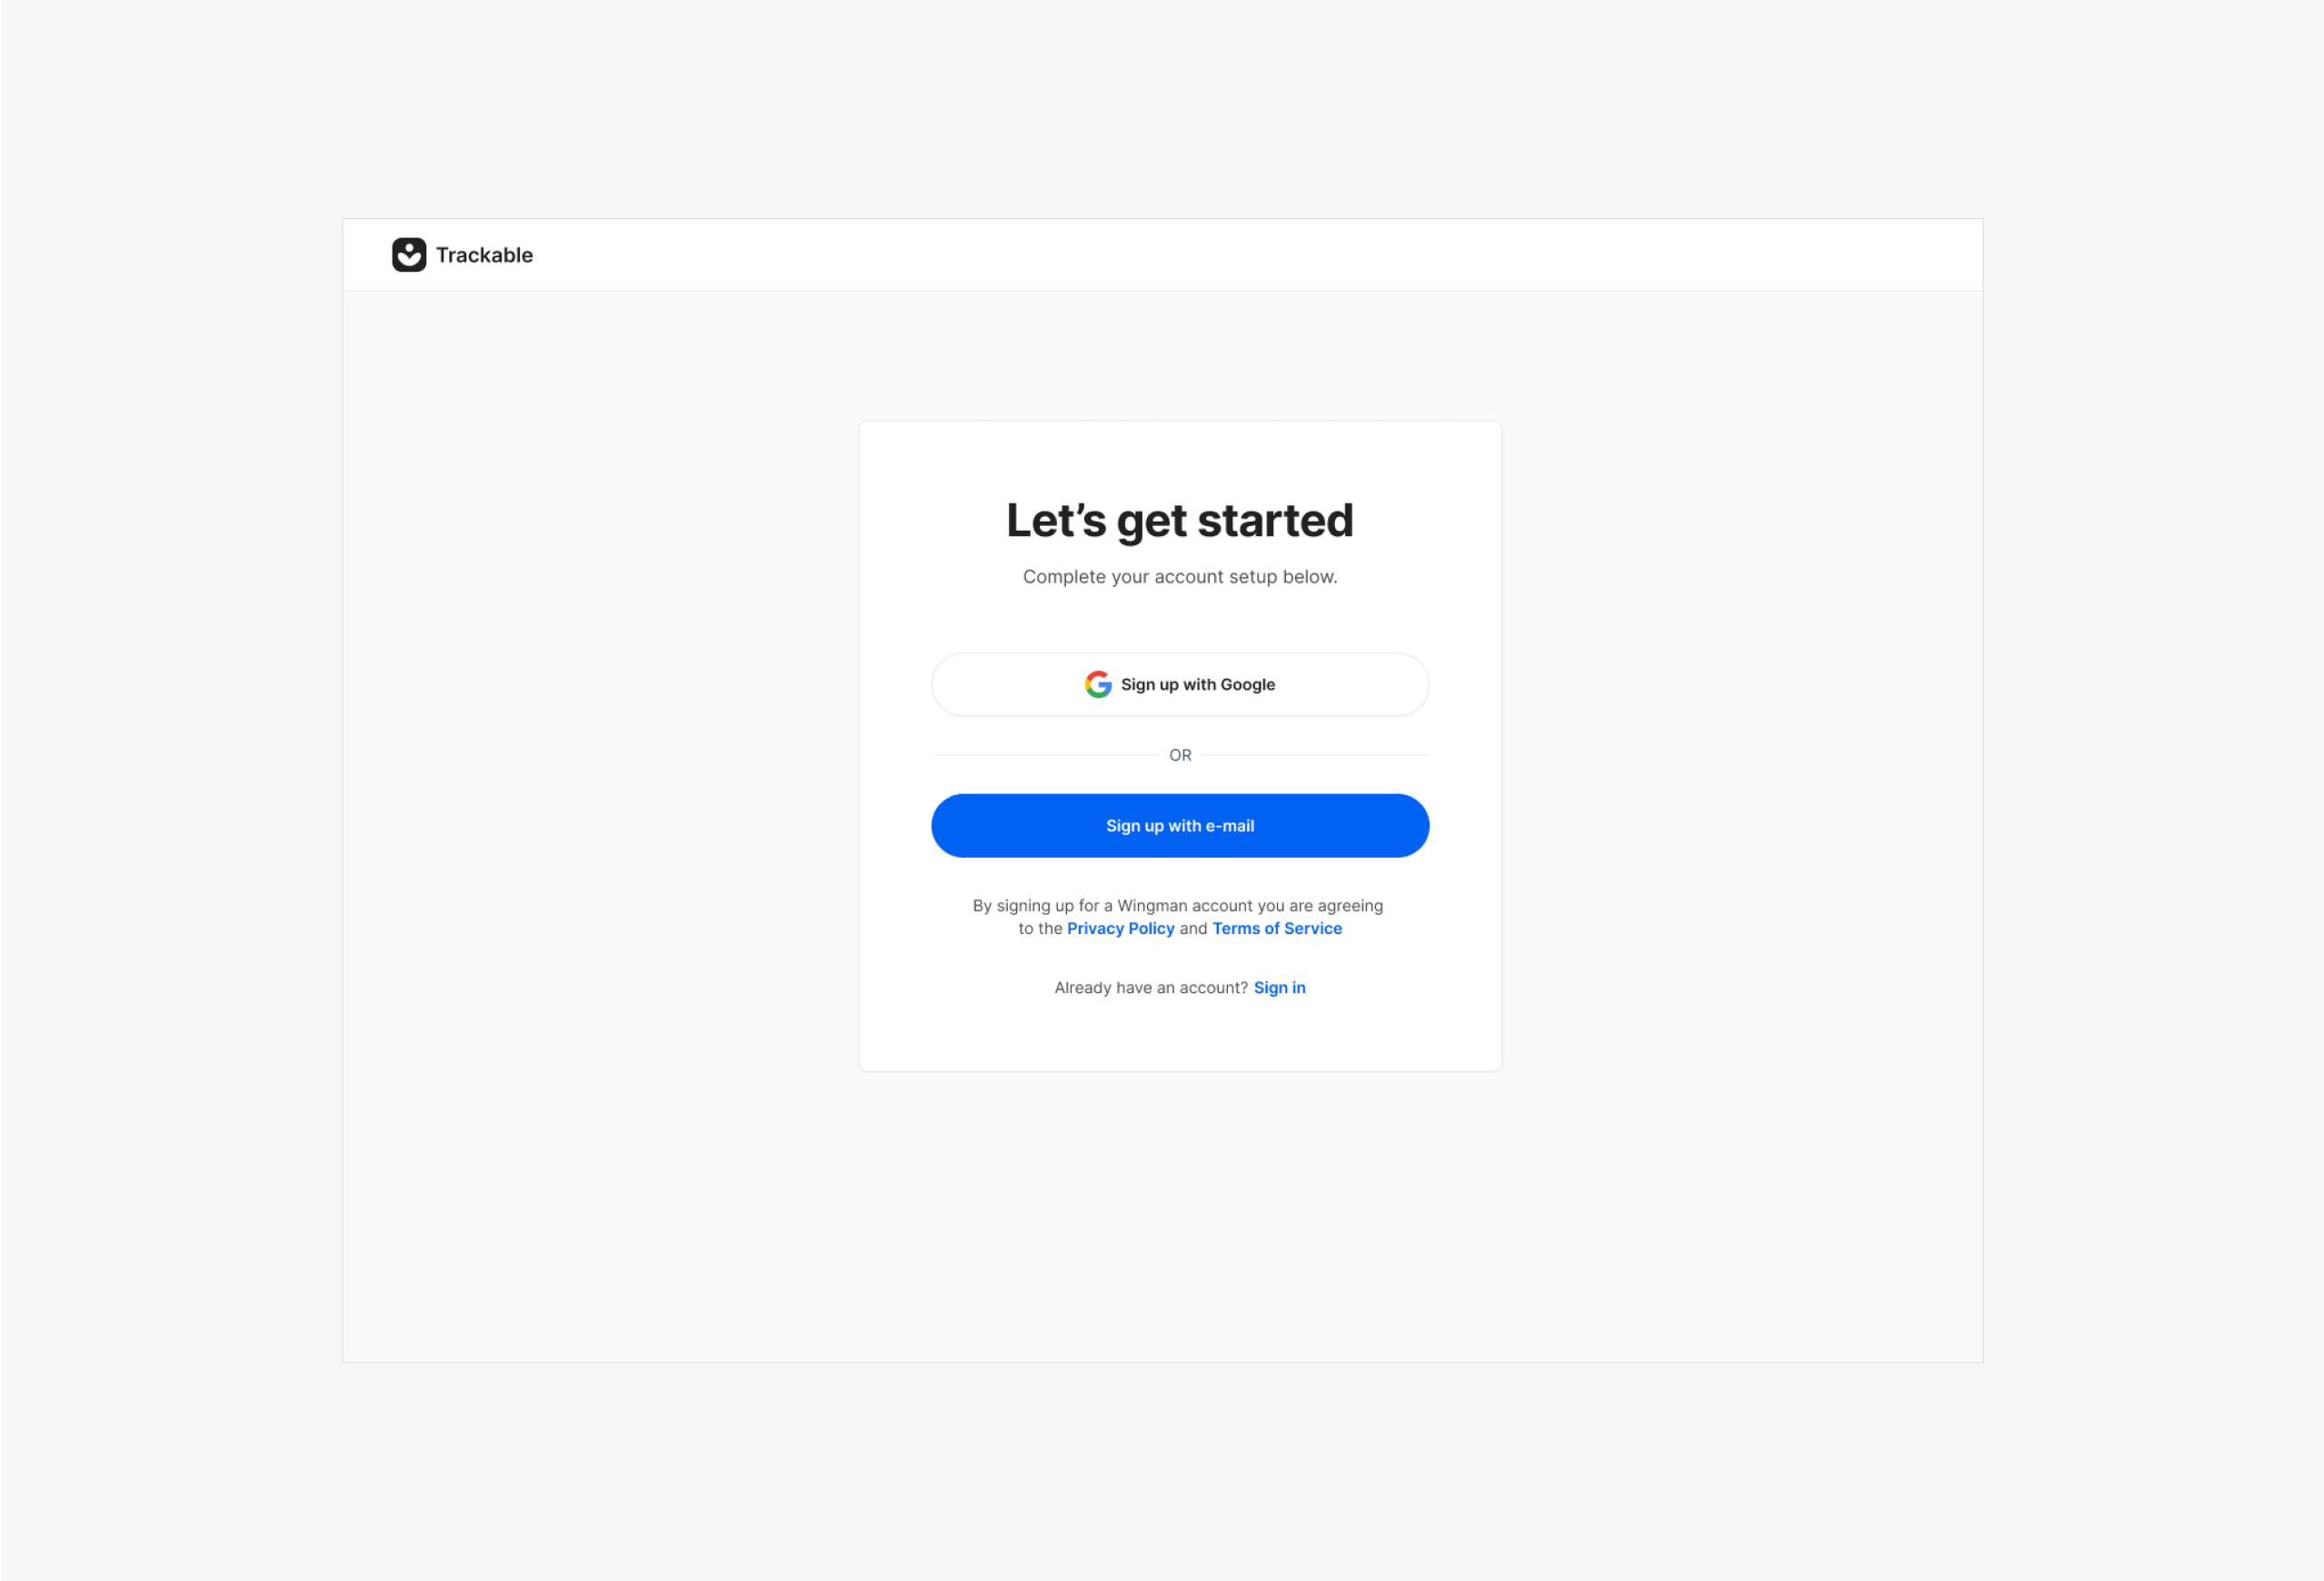 Trackable
Let’s get started
Complete your account setup below.
Sign up with Google
OR
Sign up with e-mail
By signing up for a Wingman account you are agreeing
to the Privacy Policy and Terms of Service
Already have an account? Sign in